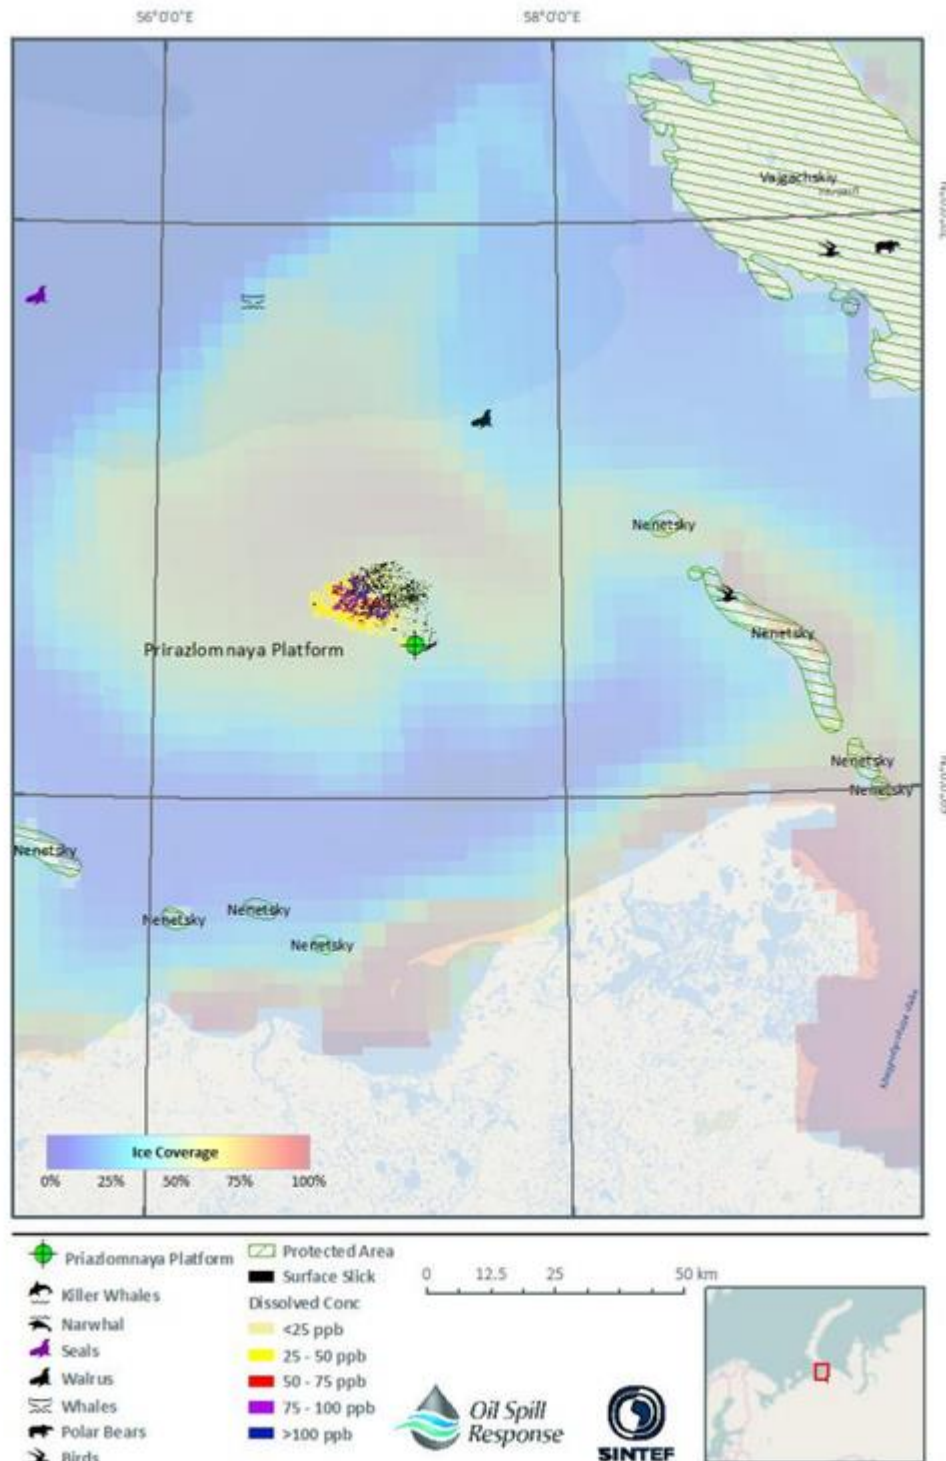 56°0'0"E
58°0'0"E
Vajgachskiy
Nenetsky
Nenetsky
Prirazlomnaya Platform
Nenetsky
Nenetsky
Nenetsky
Nenetsky
Nenetsky
Nenetsky
Ice Coverage
0% 25% 50% 75% 100%
Priazlomnaya Platform
Killer Whales
Narwhal
Seals
Walrus
Whales
Polar Bears
Birds
Protected Area
Surface Slick
Dissolved Conc
<25 ppb
25 - 50 ppb
50 - 75 ppb
75 - 100 ppb
>100 ppb
0 12.5 25 50 km
Oil Spill
Response
SINTEF